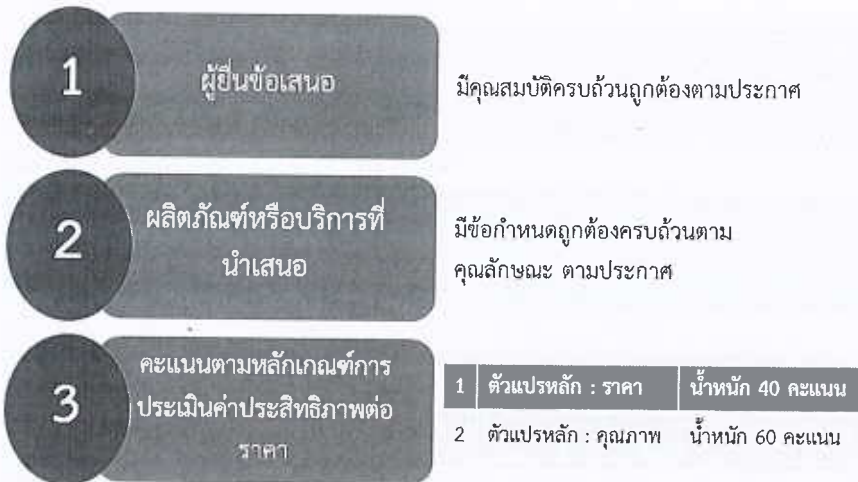 1
ผู้ยื่นข้อเสนอ
มีคุณสมบัติครบถ้วนถูกต้องตามประกาศ
2
ผลิตภัณฑ์หรือบริการที่
นำเสนอ
มีข้อกำหนดถูกต้องครบถ้วนตาม
คุณลักษณะ ตามประกาศ
3
คะแนนตามหลักเกณฑ์การ
ประเมินค่าประสิทธิภาพต่อ
ราคา
1 ตัวแปรหลัก : ราคา น้ำหนัก 40 คะแนน
2 ตัวแปรหลัก : คุณภาพ น้ำหนัก 60 คะแนน